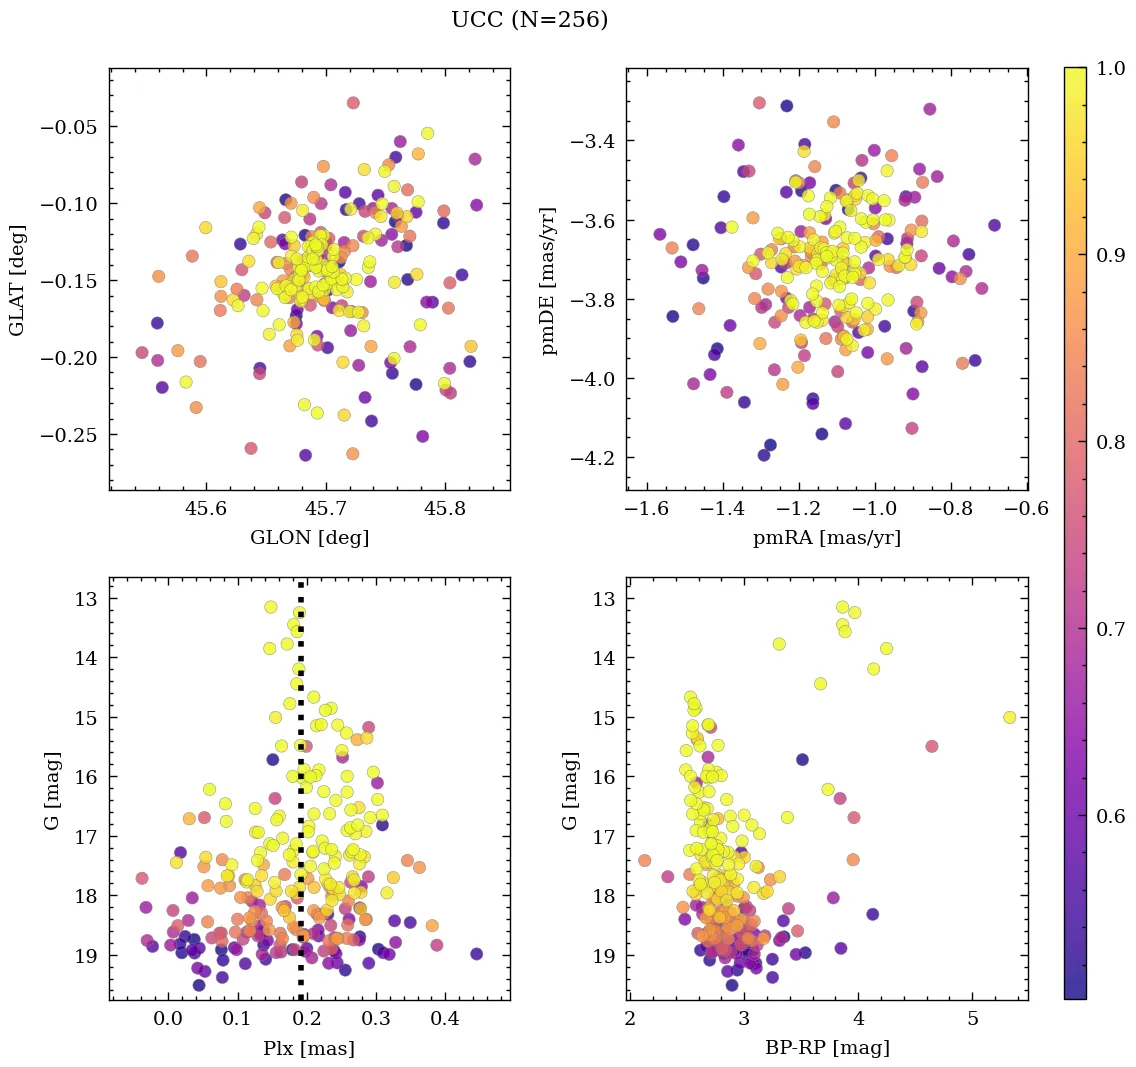 UCC (N=256)
−0.05
−0.10
−0.15
−0.20
−0.25
GLAT [deg]
45.6 45.7 45.8
GLON [deg]
−3.4
−3.6
−3.8
−4.0
−4.2
pmDE [mas/yr]
−1.6 −1.4 −1.2 −1.0 −0.8 −0.6
pmRA [mas/yr]
13
14
15
16
17
18
19
G [mag]
0.0 0.1 0.2 0.3 0.4
Plx [mas]
13
14
15
16
17
18
19
G [mag]
2 3 4 5
BP-RP [mag]
1.0
0.9
0.8
0.7
0.6